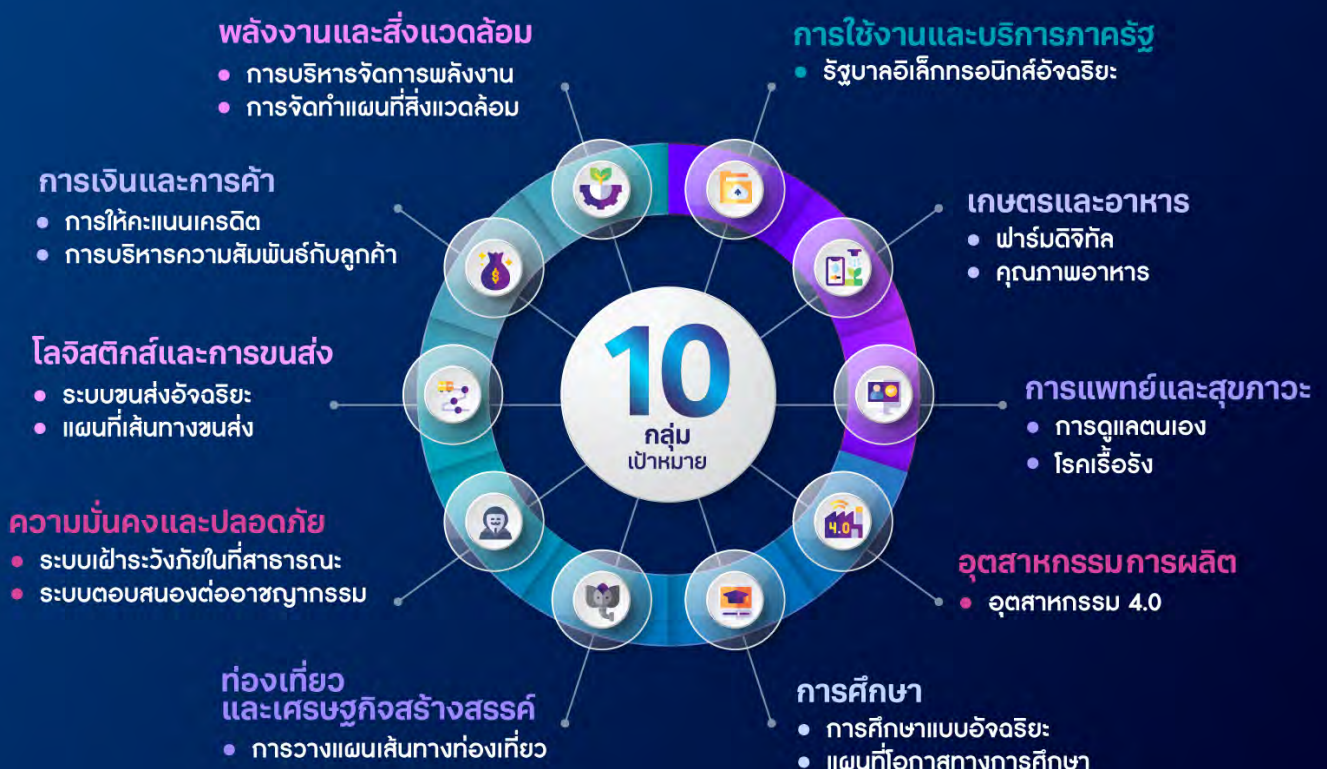 พลังงานและสิ่งแวดล้อม
การบริหารจัดการพลังงาน
การจัดทำแผนที่สิ่งแวดล้อม
การใช้งานและบริการภาครัฐ
รัฐบาลอิเล็กทรอนิกส์อัจฉริยะ
การเงินและการค้า
การให้คะแนนเครดิต
การบริหารความสัมพันธ์กับลูกค้า
เกษตรและอาหาร
ฟาร์มดิจิทัล
คุณภาพอาหาร
โลจิสติกส์และการขนส่ง
ระบบขนส่งอัจฉริยะ
แผนที่เส้นทางขนส่ง
10
กลุ่ม
เป้าหมาย
การแพทย์และสุขภาวะ
การดูแลตนเอง
โรคเรื้อรัง
ความมั่นคงและปลอดภัย
ระบบเฝ้าระวังภัยในที่สาธารณะ
ระบบตอบสนองต่ออาชญากรรม
4.0
อุตสาหกรรมการผลิต
อุตสาหกรรม 4.0
ท่องเที่ยว
และเศรษฐกิจสร้างสรรค์
การวางแผนเส้นทางท่องเที่ยว
การศึกษา
การศึกษาแบบอัจฉริยะ
แผนที่โอกาสทางการศึกษา